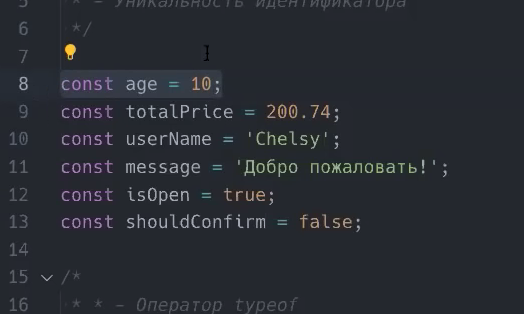 5 * - Уникальность идентификатора
6 */
7
8 const age = 10;
9 const totalPrice = 200.74;
10 const userName = 'Chelsy';
11 const message = 'Добро пожаловать!';
12 const isOpen = true;
13 const shouldConfirm = false;
14
15 /*
16 * * - Оператор typeof